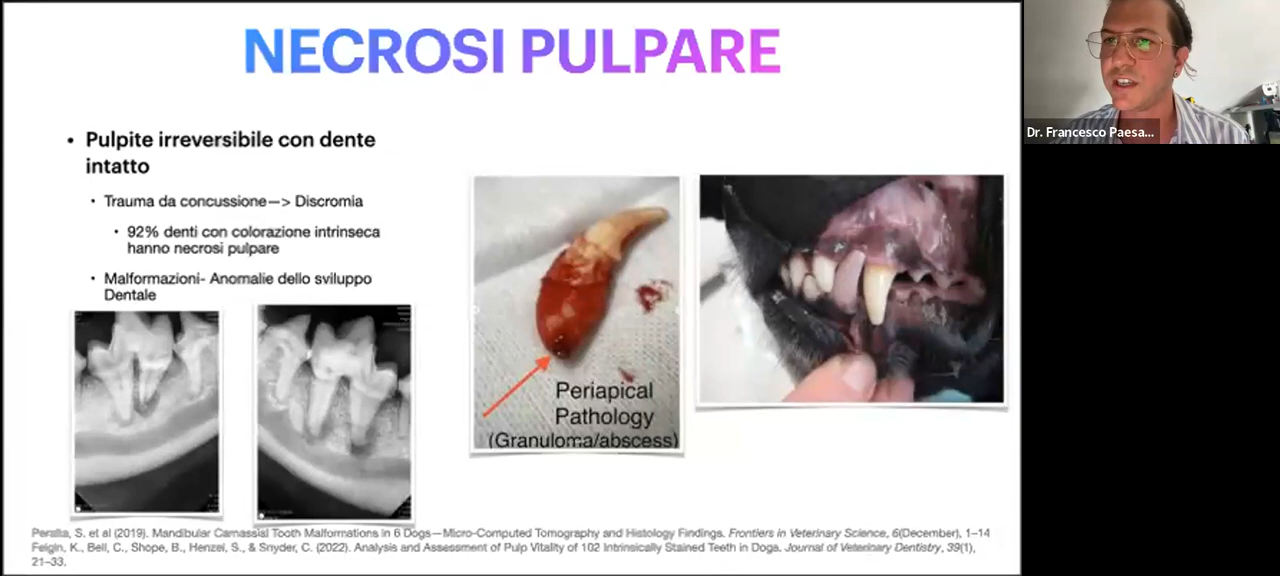 NECROSI PULPARE
Dr. Francesco Paesa...
• Pulpite irreversibile con dente
intatto
• Trauma da concussione—> Discromia
• 92% denti con colorazione intrinseca
hanno necrosi pulpare
• Malformazioni- Anomalie dello sviluppo
Dentale
Periapical
Pathology
(Granuloma/abscess)
Peralta, S. et al (2019). Mandibular Carnassial Tooth Malformations in 6 Dogs—Micro-Computed Tomography and Histology Findings. Frontiers in Veterinary Science, 6(December), 1–14
Feigin, K., Bell, C., Shope, B., Henzel, S., & Snyder, C. (2022). Analysis and Assessment of Pulp Vitality of 102 Intrinsically Stained Teeth in Dogs. Journal of Veterinary Dentistry, 39(1),
21–33.